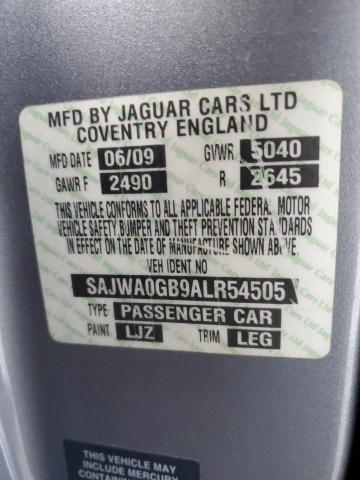 MFD BY JAGUAR CARS LTD
COVENTRY ENGLAND
MFD DATE 06/09 GVWR 5040
GAWR F 2490 R 2645
THIS VEHICLE CONFORMS TO ALL APPLICABLE FEDERAL MOTOR
VEHICLE SAFETY, BUMPER AND THEFT PREVENTION STANDARDS
IN EFFECT ON THE DATE OF MANUFACTURE SHOWN ABOVE.
VEH IDENT NO
SAJWA0GB9ALR54505
TYPE PASSENGER CAR
PAINT LJZ TRIM LEG
THIS VEHICLE MAY
INCLUDE MERCURY